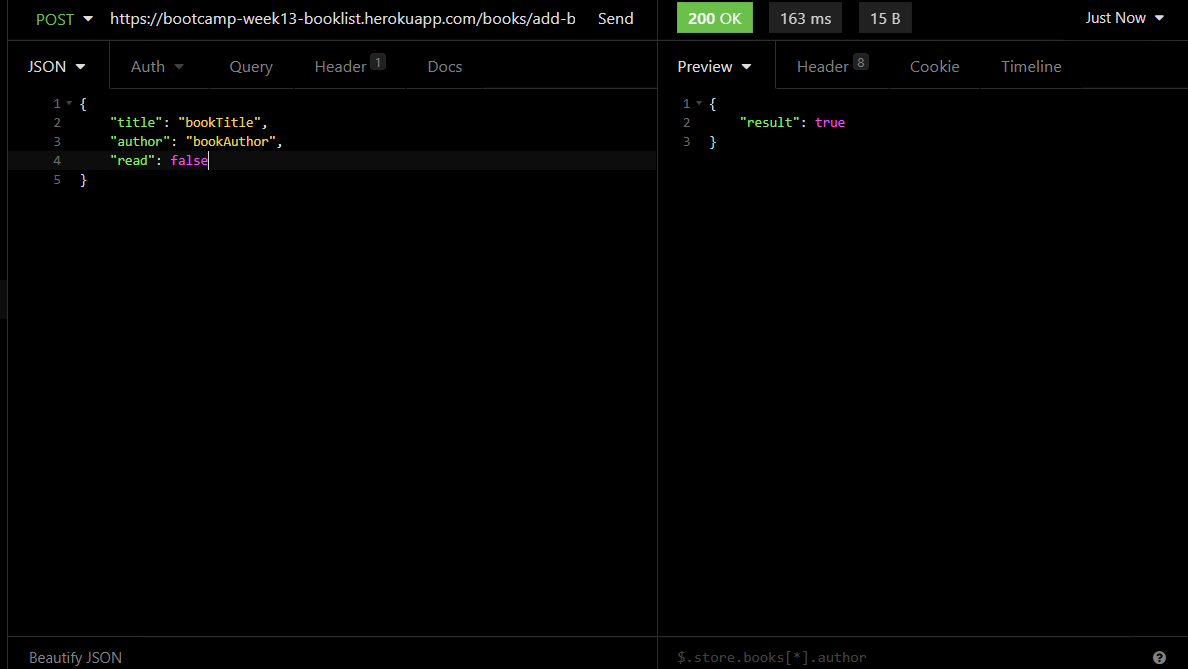 POST https://bootcamp-week13-booklist.herokuapp.com/books/add-b Send
200 OK 163 ms 15 B Just Now
JSON Auth Query Header 1 Docs
Preview Header 8 Cookie Timeline
1 {
2 "title": "bookTitle",
3 "author": "bookAuthor",
4 "read": false
5 }
1 {
2 "result": true
3 }
Beautify JSON
$.store.books[*].author ?